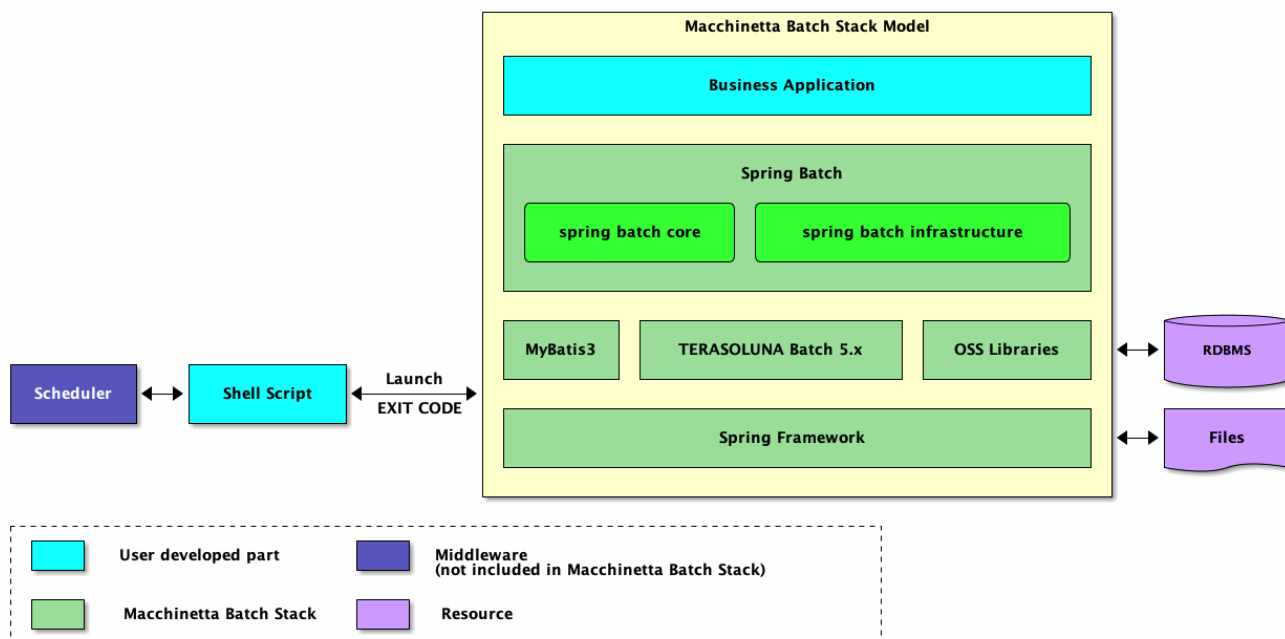 Macchinetta Batch Stack Model
Business Application
Spring Batch
spring batch core
spring batch infrastructure
MyBatis3
TERASOLUNA Batch 5.x
OSS Libraries
RDBMS
Scheduler
Shell Script
Launch
EXIT CODE
Spring Framework
Files
User developed part
Middleware
(not included in Macchinetta Batch Stack)
Macchinetta Batch Stack
Resource